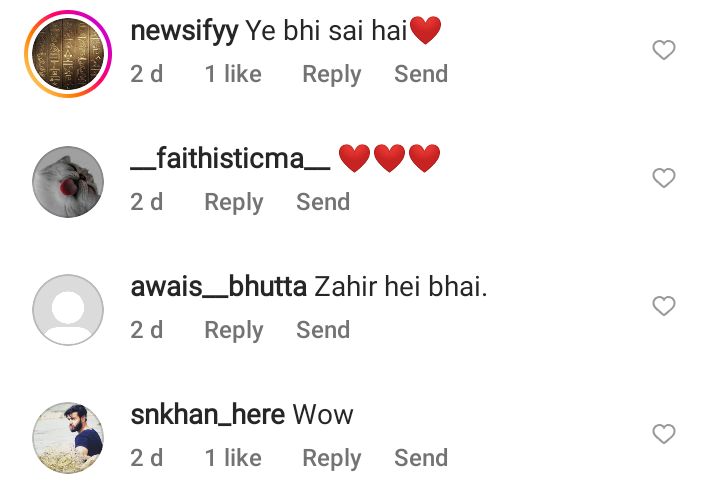 newsifyy Ye bhi sai hai❤️
2 d 1 like Reply Send
__faithisticma__ ❤️❤️❤️
2 d Reply Send
awais__bhutta Zahir hei bhai.
2 d Reply Send
snkhan_here Wow
2 d 1 like Reply Send